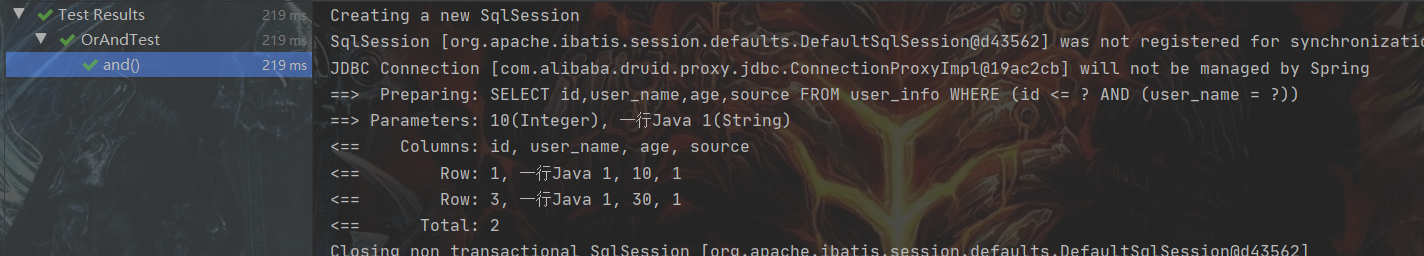 Test Results 219 ms
OrAndTest 219 ms
and() 219 ms
Creating a new SqlSession
SqlSession [org.apache.ibatis.session.defaults.DefaultSqlSession@d43562] was not registered for synchronizatio
JDBC Connection [com.alibaba.druid.proxy.jdbc.ConnectionProxyImpl@19ac2cb] will not be managed by Spring
==>  Preparing: SELECT id,user_name,age,source FROM user_info WHERE (id <= ? AND (user_name = ?))
==> Parameters: 10(Integer), 一行Java 1(String)
<==    Columns: id, user_name, age, source
<==        Row: 1, 一行Java 1, 10, 1
<==        Row: 3, 一行Java 1, 30, 1
<==      Total: 2
Closing non transactional SqlSession [org.apache.ibatis.session.defaults.DefaultSqlSession@d43562]